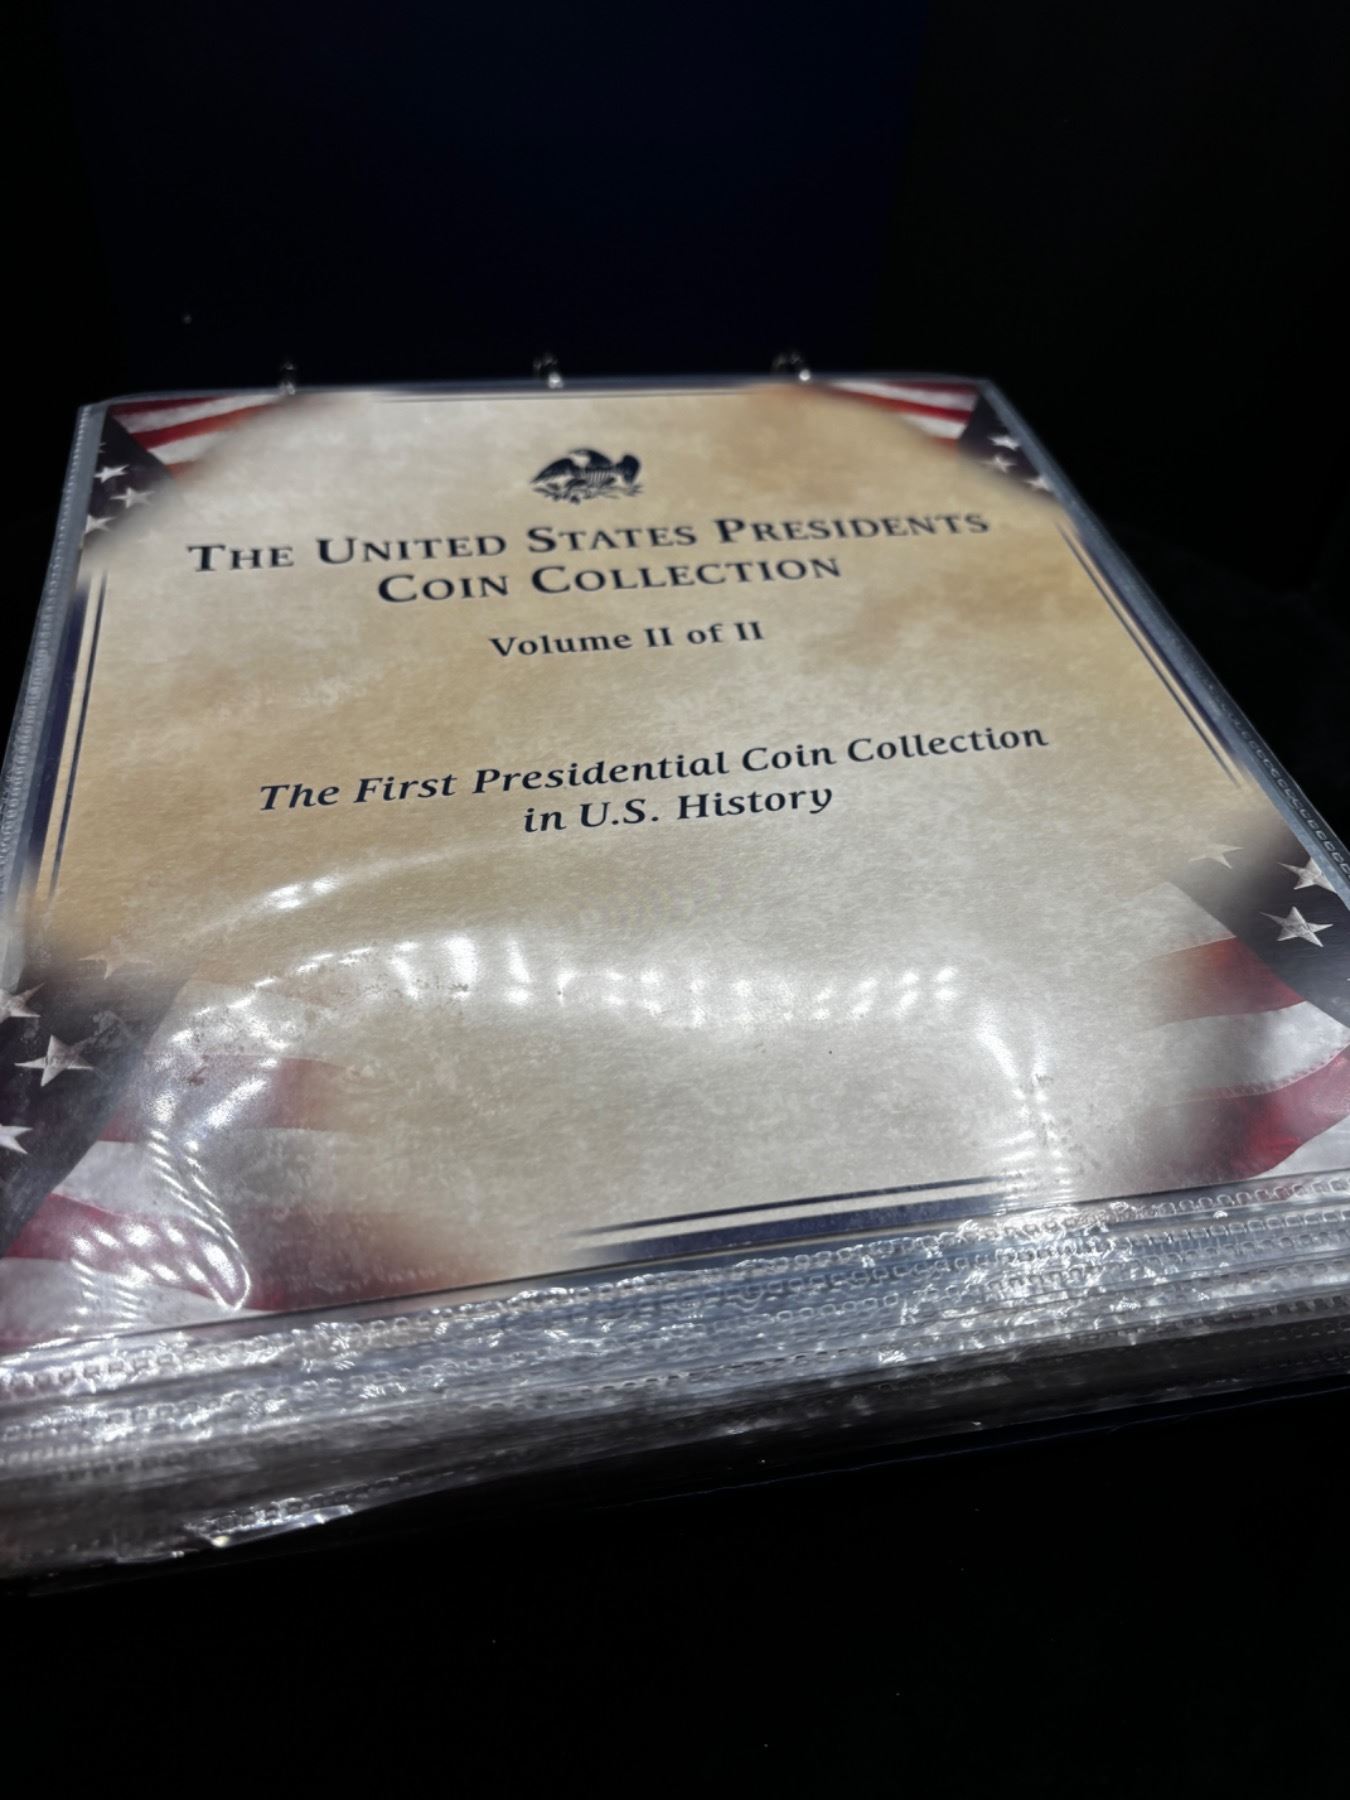 THE UNITED STATES PRESIDENTS
COIN COLLECTION
Volume II of II
The First Presidential Coin Collection
in U.S. History